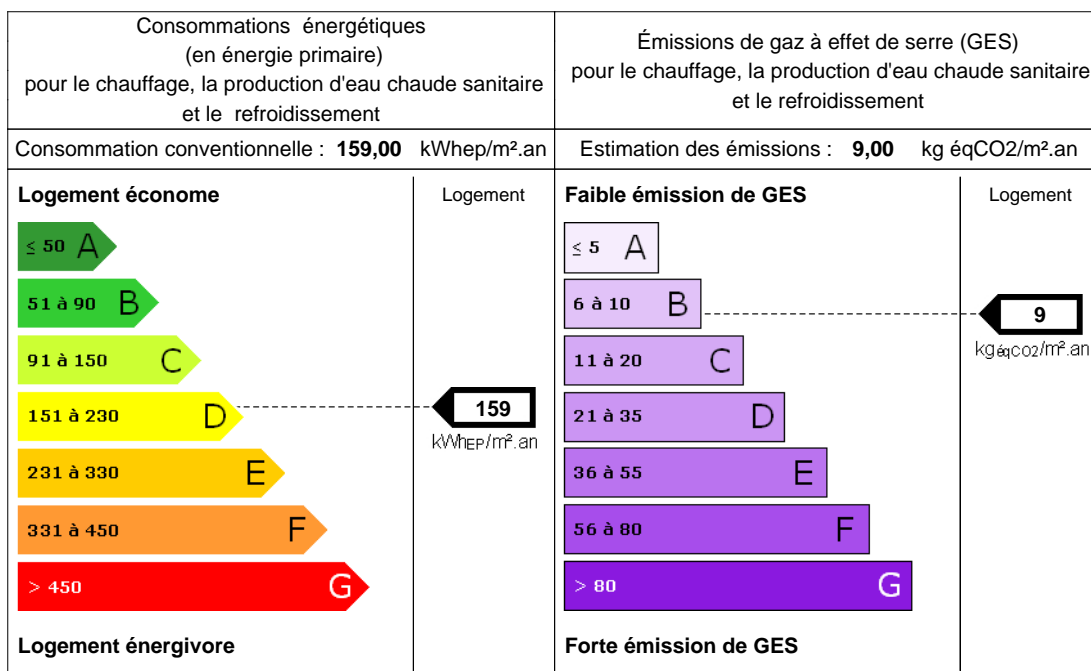 Consommations énergétiques
(en énergie primaire)
pour le chauffage, la production d'eau chaude sanitaire
et le refroidissement
Émissions de gaz à effet de serre (GES)
pour le chauffage, la production d'eau chaude sanitaire
et le refroidissement
Consommation conventionnelle : 159,00 kWhep/m².an
Estimation des émissions : 9,00 kg éqCO2/m².an
Logement économe
Logement
≤ 50 A
51 à 90 B
91 à 150 C
151 à 230 D
231 à 330 E
331 à 450 F
> 450 G
159
kWhEP/m².an
Logement énergivore
Faible émission de GES
Logement
≤ 5 A
6 à 10 B
11 à 20 C
21 à 35 D
36 à 55 E
56 à 80 F
> 80 G
9
kgéqCO2/m².an
Forte émission de GES